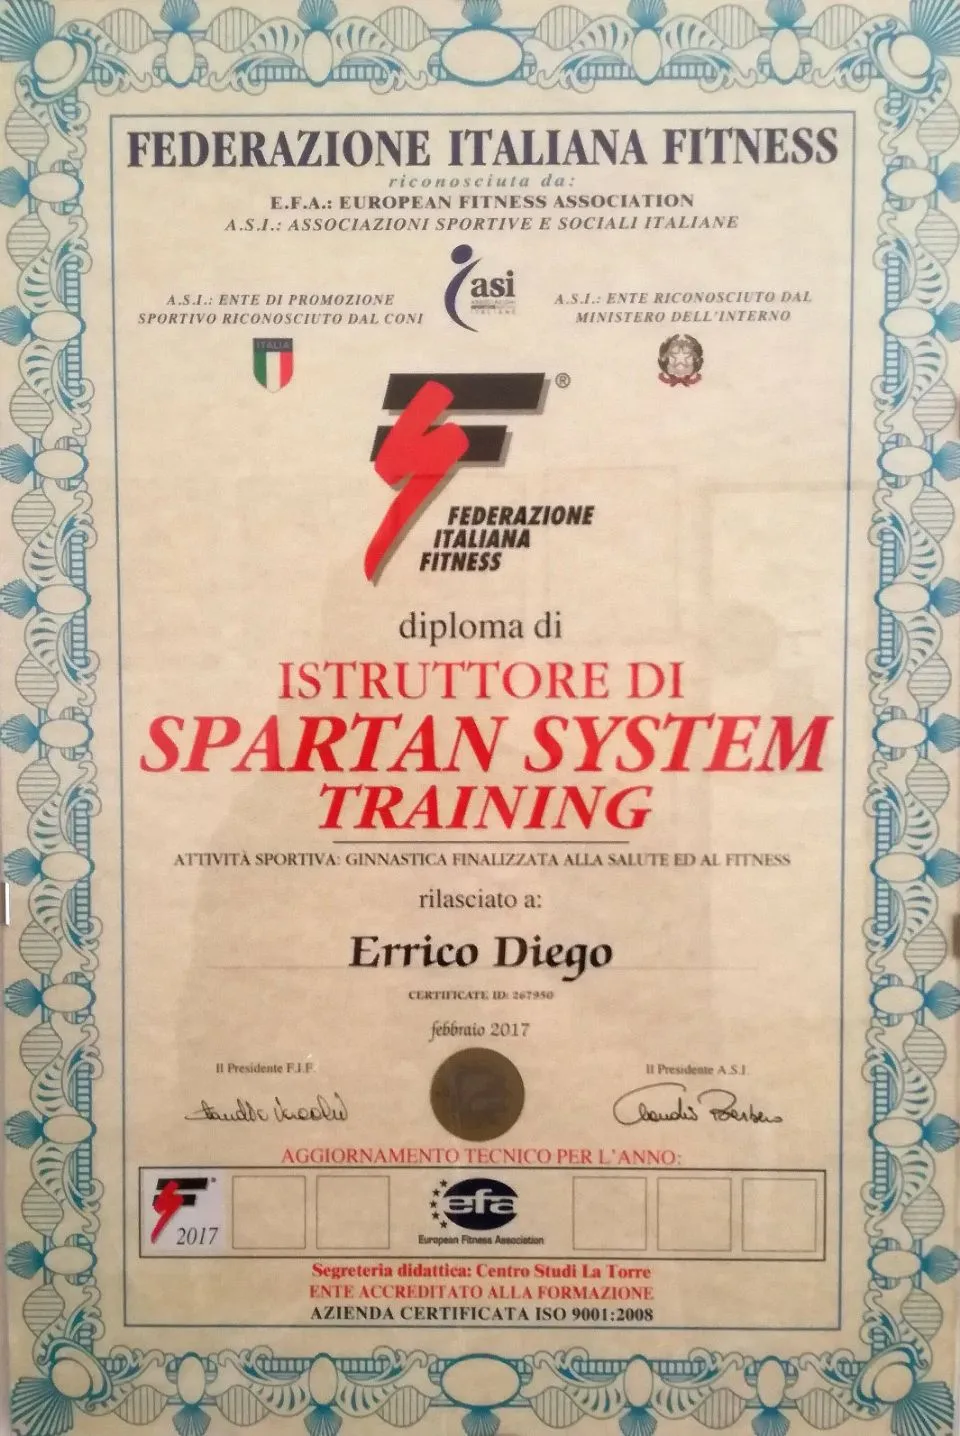 FEDERAZIONE ITALIANA FITNESS
riconosciuta da:
E.F.A.: EUROPEAN FITNESS ASSOCIATION
A.S.I.: ASSOCIAZIONI SPORTIVE E SOCIALI ITALIANE
asi
A.S.I.: ENTE DI PROMOZIONE
SPORTIVO RICONOSCIUTO DAL CONI
A.S.I.: ENTE RICONOSCIUTO DAL
MINISTERO DELL'INTERNO
ITALIA
®
FEDERAZIONE
ITALIANA
FITNESS
diploma di
ISTRUTTORE DI
SPARTAN SYSTEM
TRAINING
ATTIVITÀ SPORTIVA: GINNASTICA FINALIZZATA ALLA SALUTE ED AL FITNESS
rilasciato a:
Errico Diego
CERTIFICATE ID: 267950
febbraio 2017
Il Presidente F.I.F.
Il Presidente A.S.I.
Claudio Barbaro
AGGIORNAMENTO TECNICO PER L'ANNO:
2017
efa
European Fitness Association
Segreteria didattica: Centro Studi La Torre
ENTE ACCREDITATO ALLA FORMAZIONE
AZIENDA CERTIFICATA ISO 9001:2008